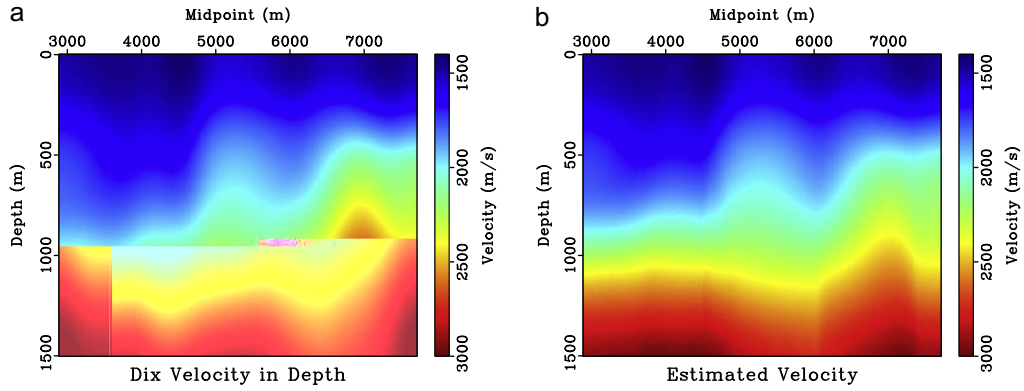 a
Midpoint (m)
3000 4000 5000 6000 7000
Depth (m)
0
500
1000
1500
Velocity (m/s)
1500
2000
2500
3000
Dix Velocity in Depth
b
Midpoint (m)
3000 4000 5000 6000 7000
Depth (m)
0
500
1000
1500
Velocity (m/s)
1500
2000
2500
3000
Estimated Velocity